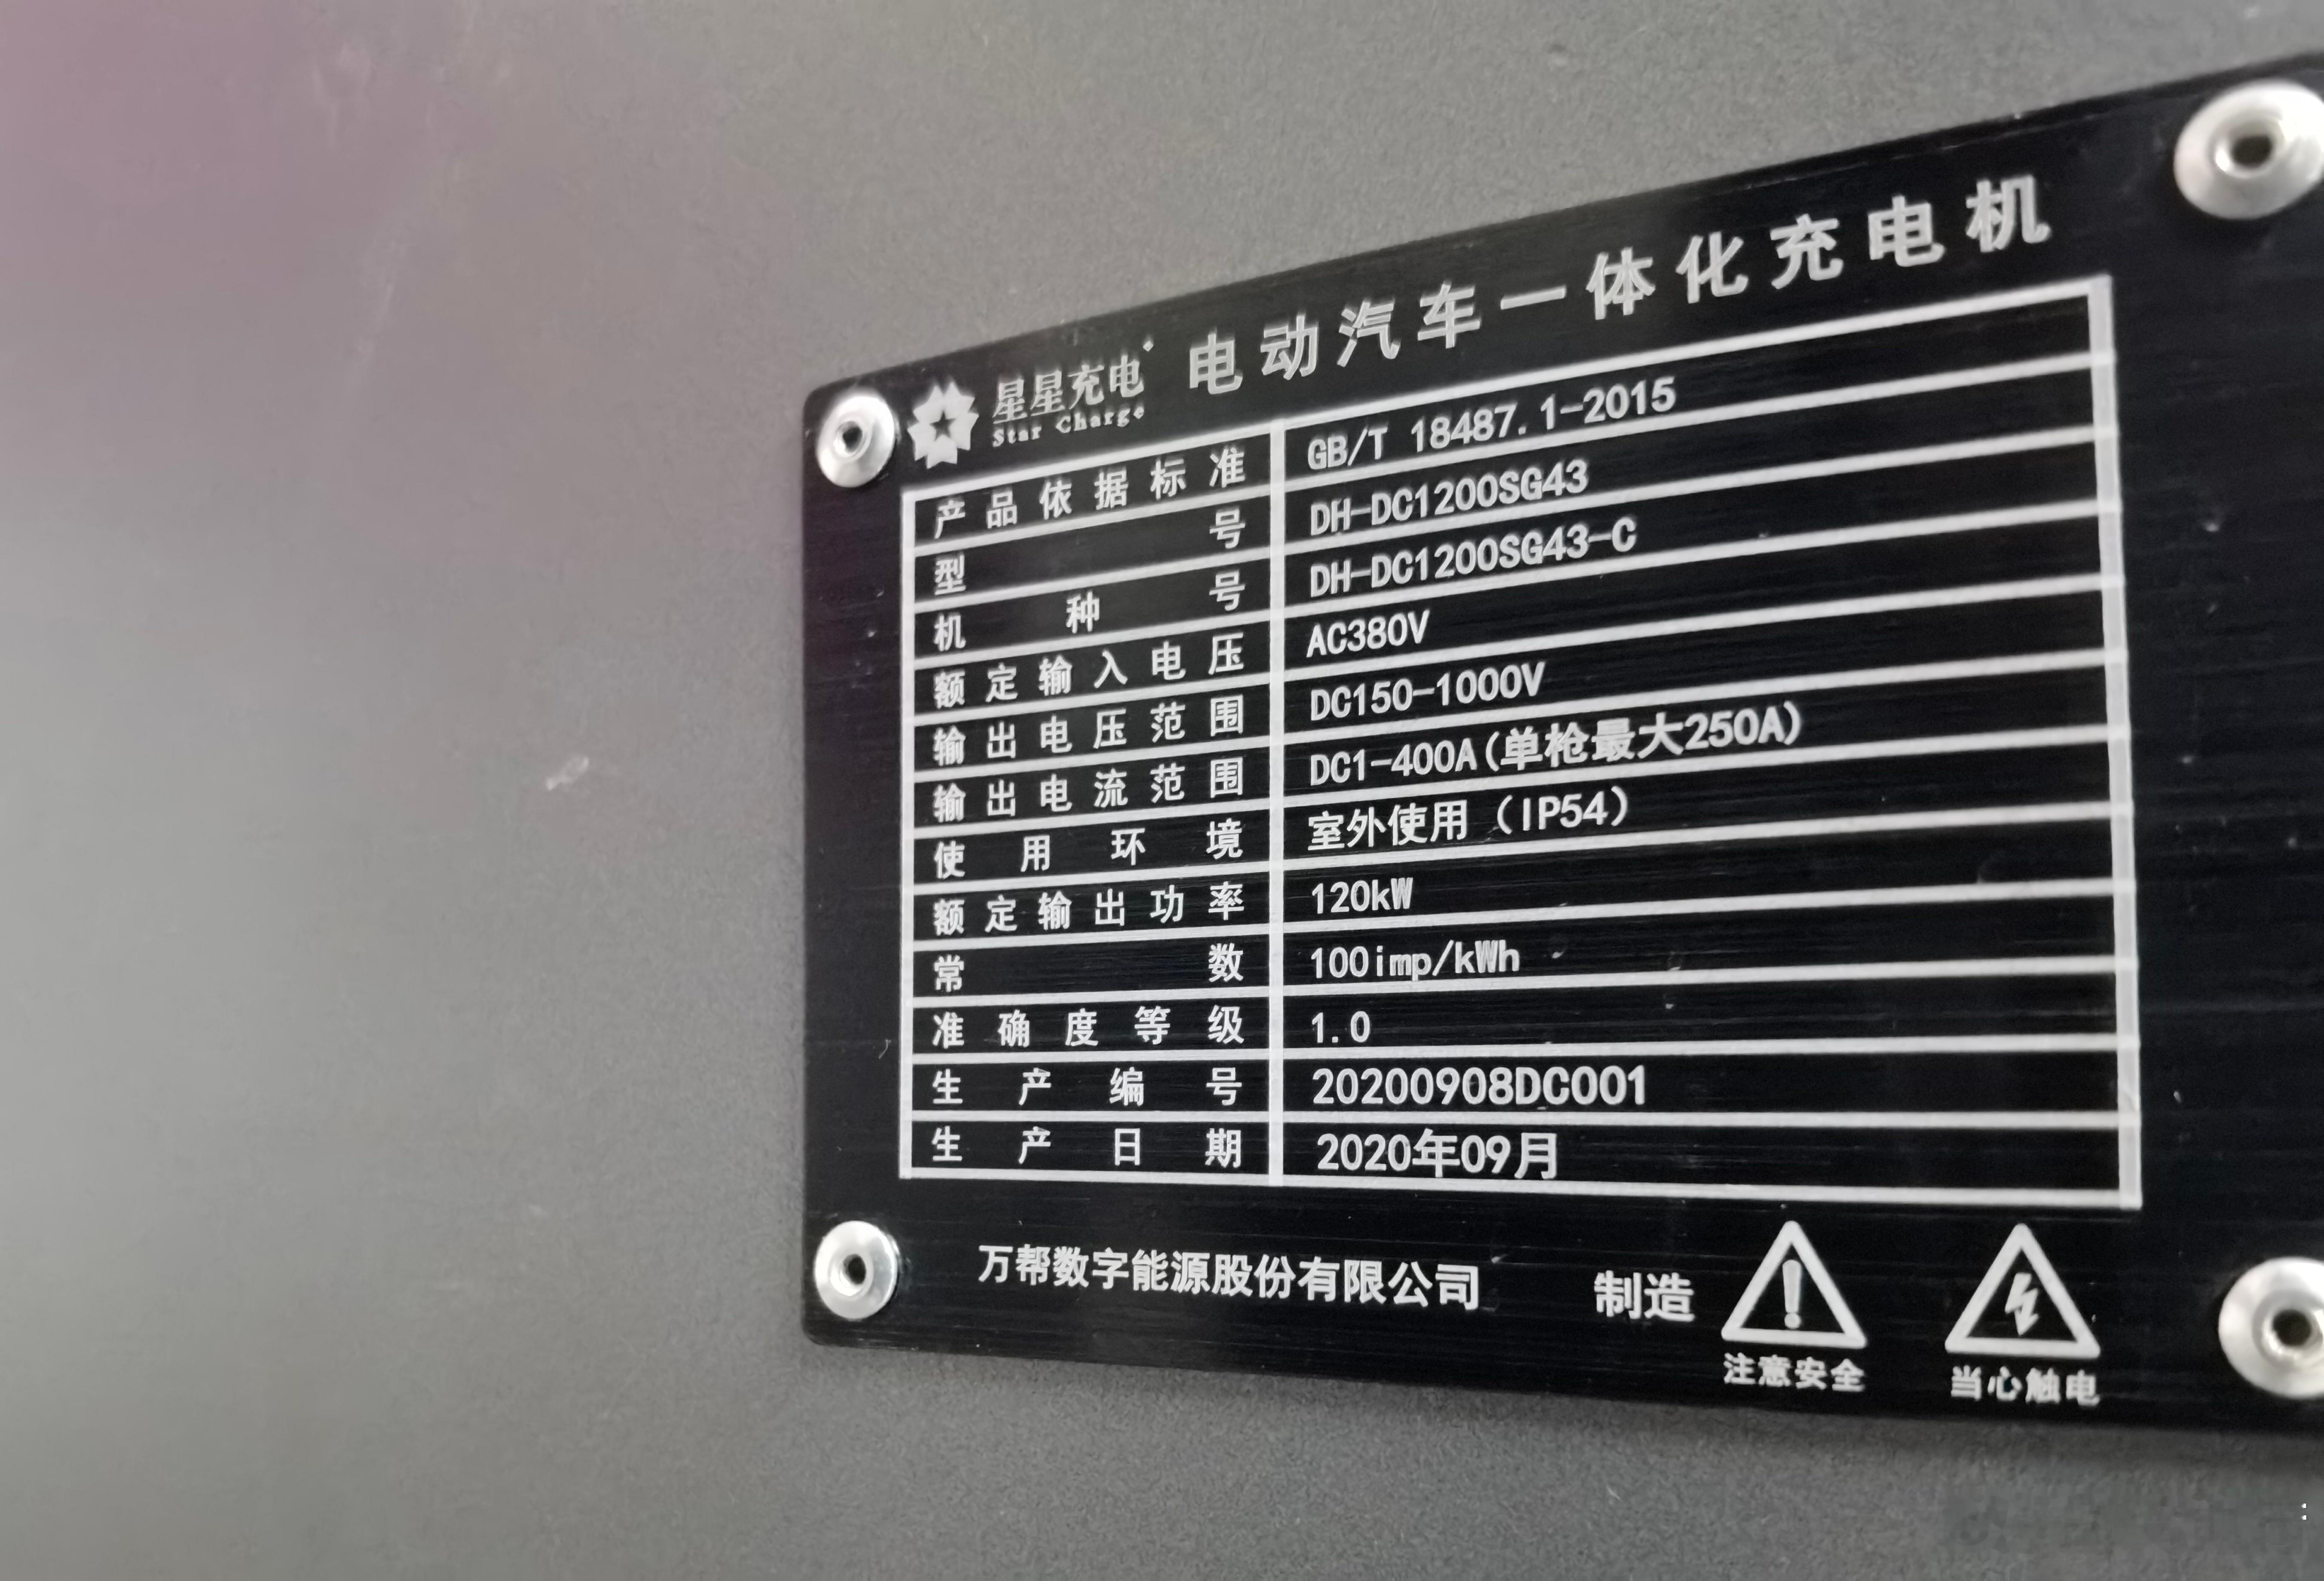 星星充电
Star Charge
电动汽车一体化充电机
产品依据标准 GB/T 18487.1-2015
型号 DH-DC1200SG43
机种号 DH-DC1200SG43-C
额定输入电压 AC380V
输出电压范围 DC150-1000V
输出电流范围 DC1-400A(单枪最大250A)
使用环境 室外使用（IP54）
额定输出功率 120kW
常数 100imp/kWh
准确度等级 1.0
生产编号 20200908DC001
生产日期 2020年09月
万帮数字能源股份有限公司 制造
注意安全
当心触电